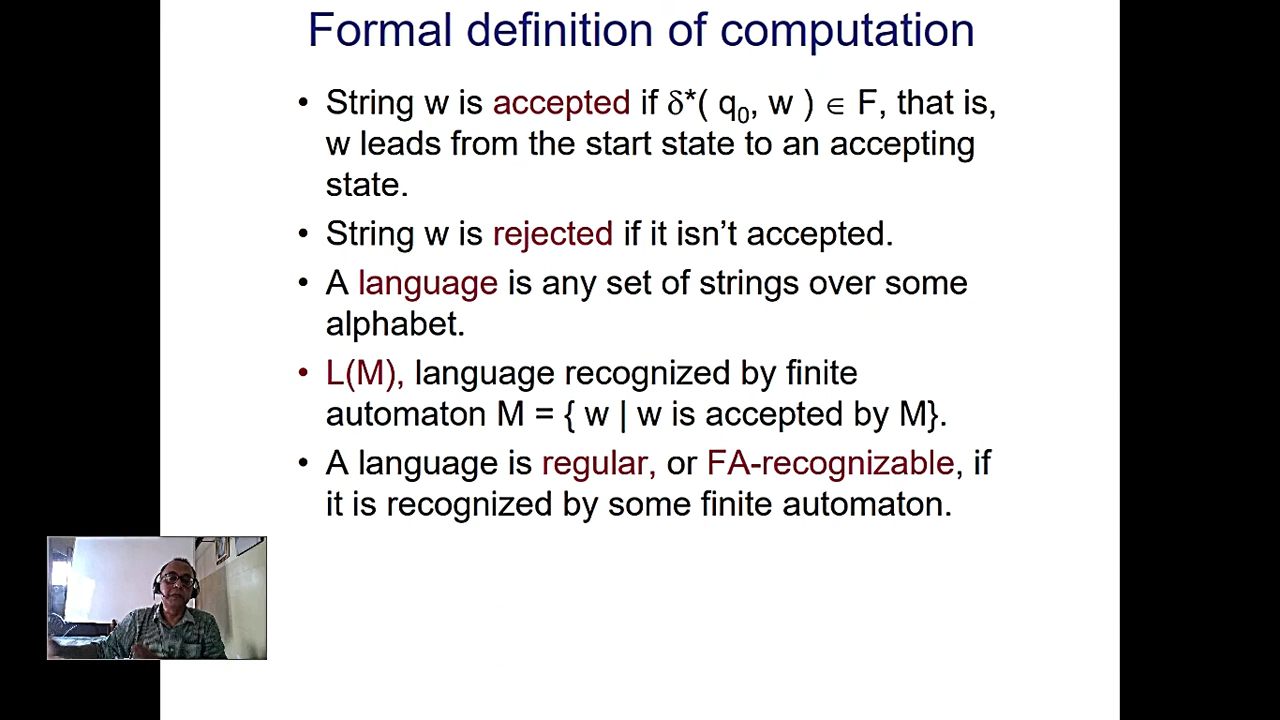 Formal definition of computation
• String w is accepted if δ*( q₀, w ) ∈ F, that is,
w leads from the start state to an accepting
state.
• String w is rejected if it isn’t accepted.
• A language is any set of strings over some
alphabet.
• L(M), language recognized by finite
automaton M = { w | w is accepted by M}.
• A language is regular, or FA-recognizable, if
it is recognized by some finite automaton.